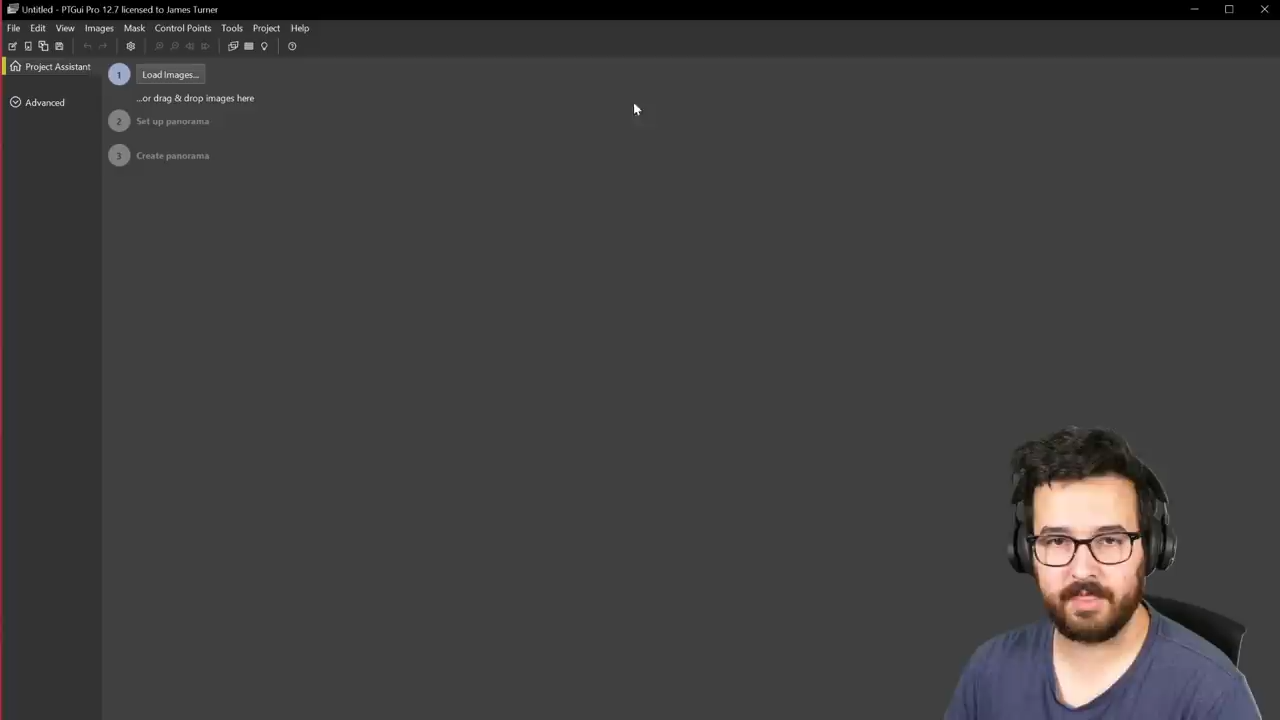 Untitled - PTGui Pro 12.7 licensed to James Turner
File Edit View Images Mask Control Points Tools Project Help
Project Assistant
Advanced
1 Load Images...
...or drag & drop images here
2 Set up panorama
3 Create panorama